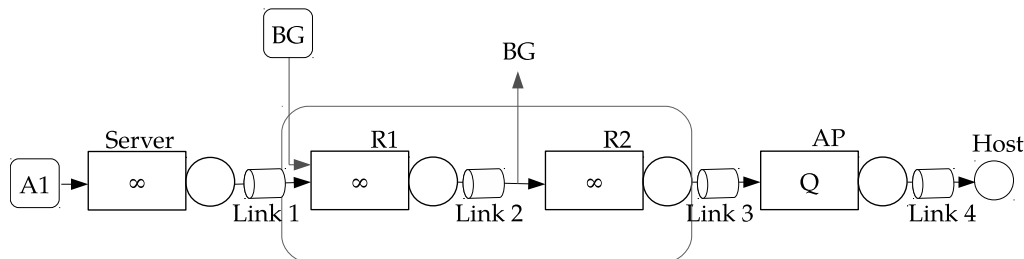 BG
BG
Server
R1
R2
AP
Host
A1
∞
∞
∞
Q
Link 1
Link 2
Link 3
Link 4